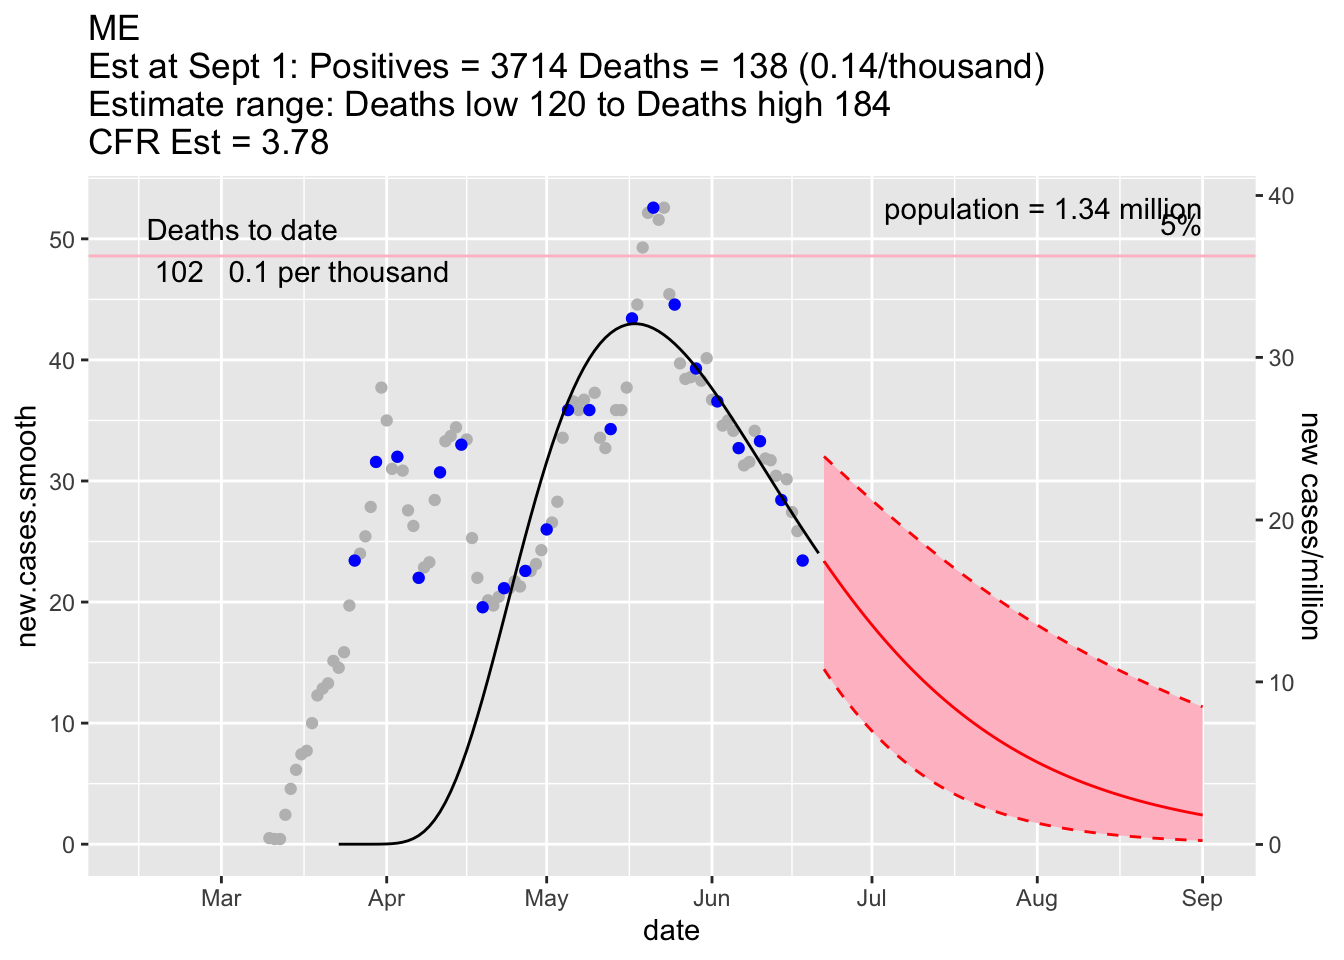 ME
Est at Sept 1: Positives = 3714 Deaths = 138 (0.14/thousand)
Estimate range: Deaths low 120 to Deaths high 184
CFR Est = 3.78
population = 1.34 million
5%
Deaths to date
102 0.1 per thousand
new.cases.smooth
50
40
30
20
10
0
new cases/million
40
30
20
10
0
Mar Apr May Jun Jul Aug Sep
date